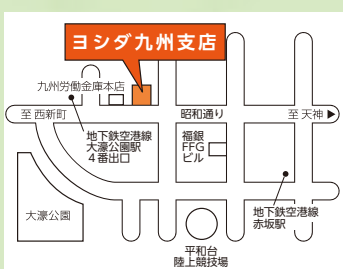 ヨシダ九州支店
九州労働金庫本店
至 西新町
昭和通り
至 天神 ▶
地下鉄空港線
大濠公園駅
4番出口
福銀
FFG
ビル
大濠公園
地下鉄空港線
赤坂駅
平和台
陸上競技場